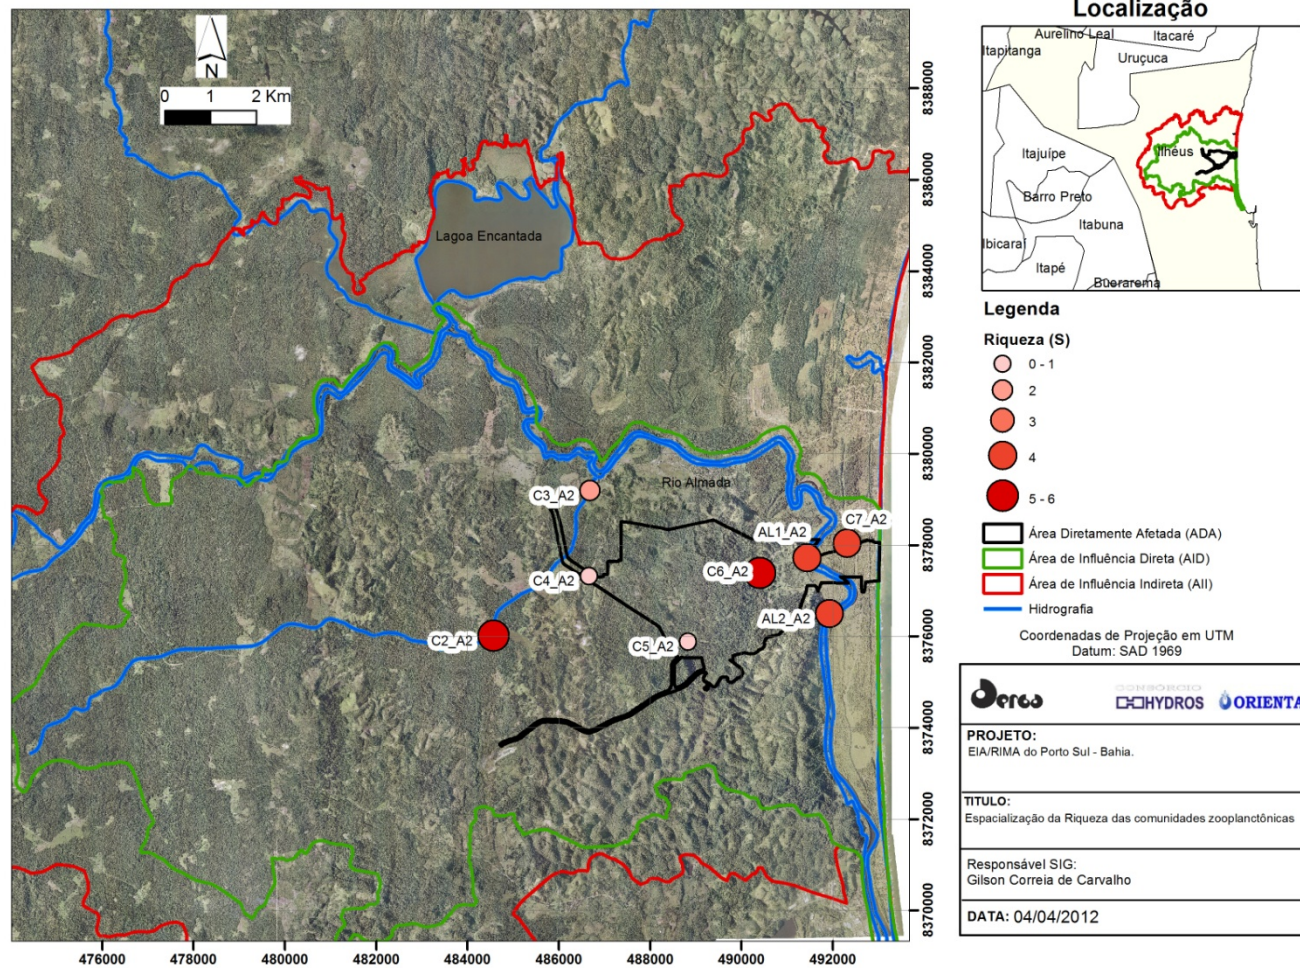 N
0 1 2 Km
Lagoa Encantada
Rio Almada
C3_A2
C7_A2
AL1_A2
C6_A2
C4_A2
AL2_A2
C2_A2
C5_A2
8388000
8386000
8384000
8382000
8380000
8378000
8376000
8374000
8372000
8370000
476000 478000 480000 482000 484000 486000 488000 490000 492000
Localização
Aurelino Leal
Itacaré
Itapitanga
Uruçuca
Itajuípe
Ilhéus
Barro Preto
Itabuna
Ibicaraí
Itapé
Buerarema
Legenda
Riqueza (S)
0 - 1
2
3
4
5 - 6
Área Diretamente Afetada (ADA)
Área de Influência Direta (AID)
Área de Influência Indireta (AII)
Hidrografia
Coordenadas de Projeção em UTM
Datum: SAD 1969
Derba
CONSÓRCIO
HYDROS
ORIENTA
PROJETO:
EIA/RIMA do Porto Sul - Bahia.
TITULO:
Espacialização da Riqueza das comunidades zooplanctônicas
Responsável SIG:
Gilson Correia de Carvalho
DATA: 04/04/2012